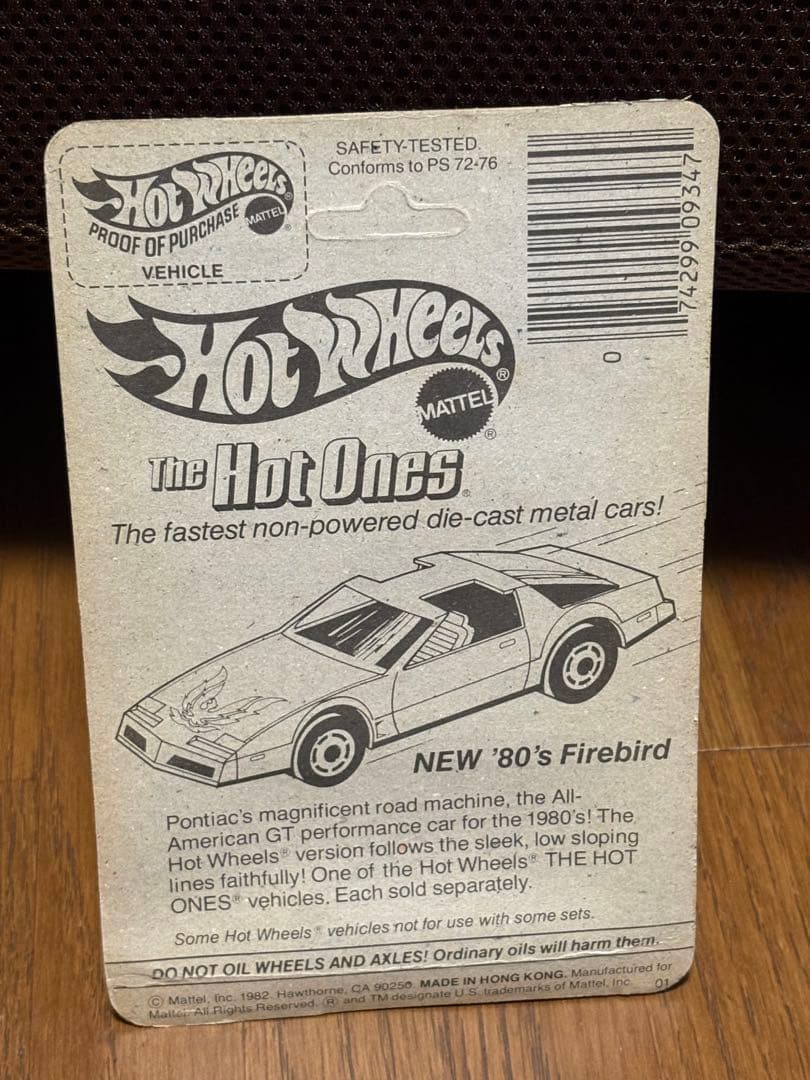 Hot Wheels®
MATTEL®
PROOF OF PURCHASE
VEHICLE
SAFETY-TESTED.
Conforms to PS 72-76
74299 09347
0
Hot Wheels®
MATTEL®
The Hot Ones®
The fastest non-powered die-cast metal cars!
NEW '80's Firebird
Pontiac's magnificent road machine, the All-
American GT performance car for the 1980's! The
Hot Wheels® version follows the sleek, low sloping
lines faithfully! One of the Hot Wheels® THE HOT
ONES® vehicles. Each sold separately.
Some Hot Wheels® vehicles not for use with some sets.
DO NOT OIL WHEELS AND AXLES! Ordinary oils will harm them.
© Mattel, Inc. 1982. Hawthorne, CA 90250. MADE IN HONG KONG. Manufactured for
Mattel. All Rights Reserved. ® and TM designate U.S. trademarks of Mattel, Inc. 01